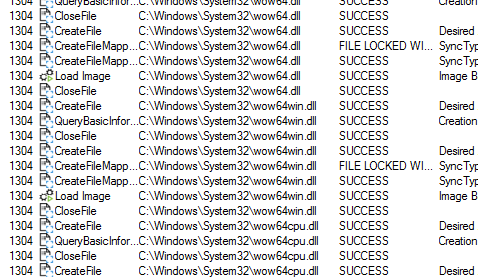 1304 QueryBasicInfor... C:\Windows\System32\wow64.dll SUCCESS Creation
1304 CloseFile C:\Windows\System32\wow64.dll SUCCESS
1304 CreateFile C:\Windows\System32\wow64.dll SUCCESS Desired
1304 CreateFileMapp... C:\Windows\System32\wow64.dll FILE LOCKED WI... SyncTyp
1304 CreateFileMapp... C:\Windows\System32\wow64.dll SUCCESS SyncTyp
1304 Load Image C:\Windows\System32\wow64.dll SUCCESS Image B
1304 CloseFile C:\Windows\System32\wow64.dll SUCCESS
1304 CreateFile C:\Windows\System32\wow64win.dll SUCCESS Desired
1304 QueryBasicInfor... C:\Windows\System32\wow64win.dll SUCCESS Creation
1304 CloseFile C:\Windows\System32\wow64win.dll SUCCESS
1304 CreateFile C:\Windows\System32\wow64win.dll SUCCESS Desired
1304 CreateFileMapp... C:\Windows\System32\wow64win.dll FILE LOCKED WI... SyncTyp
1304 CreateFileMapp... C:\Windows\System32\wow64win.dll SUCCESS SyncTyp
1304 Load Image C:\Windows\System32\wow64win.dll SUCCESS Image B
1304 CloseFile C:\Windows\System32\wow64win.dll SUCCESS
1304 CreateFile C:\Windows\System32\wow64cpu.dll SUCCESS Desired
1304 QueryBasicInfor... C:\Windows\System32\wow64cpu.dll SUCCESS Creation
1304 CloseFile C:\Windows\System32\wow64cpu.dll SUCCESS
1304 CreateFile C:\Windows\System32\wow64cpu.dll SUCCESS Desired